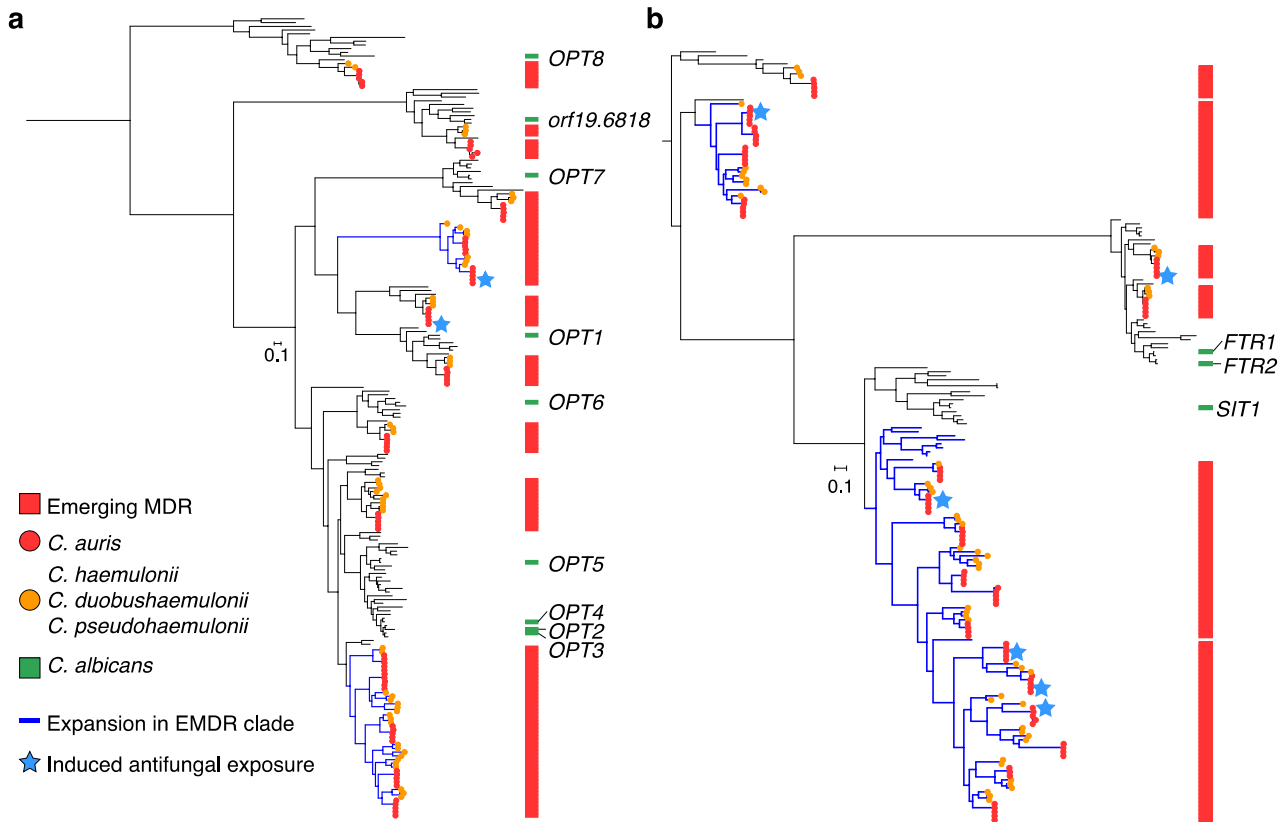 a
b
OPT8
orf19.6818
OPT7
OPT1
0.1
OPT6
OPT5
OPT4
OPT2
OPT3
FTR1
FTR2
SIT1
0.1
Emerging MDR
C. auris
C. haemulonii
C. duobushaemulonii
C. pseudohaemulonii
C. albicans
Expansion in EMDR clade
Induced antifungal exposure